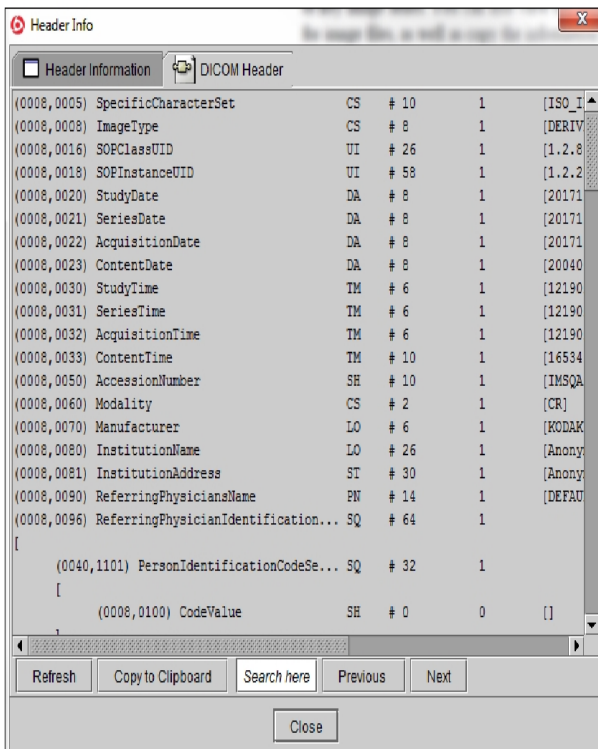 Header Info
Header Information DICOM Header
(0008,0005) SpecificCharacterSet CS # 10 1 [ISO_I
(0008,0008) ImageType CS # 8 1 [DERIV
(0008,0016) SOPClassUID UI # 26 1 [1.2.8
(0008,0018) SOPInstanceUID UI # 58 1 [1.2.2
(0008,0020) StudyDate DA # 8 1 [20171
(0008,0021) SeriesDate DA # 8 1 [20171
(0008,0022) AcquisitionDate DA # 8 1 [20171
(0008,0023) ContentDate DA # 8 1 [20040
(0008,0030) StudyTime TM # 6 1 [12190
(0008,0031) SeriesTime TM # 6 1 [12190
(0008,0032) AcquisitionTime TM # 6 1 [12190
(0008,0033) ContentTime TM # 10 1 [16534
(0008,0050) AccessionNumber SH # 10 1 [IMSQA
(0008,0060) Modality CS # 2 1 [CR]
(0008,0070) Manufacturer LO # 6 1 [KODAK
(0008,0080) InstitutionName LO # 26 1 [Anony
(0008,0081) InstitutionAddress ST # 30 1 [Anony
(0008,0090) ReferringPhysiciansName PN # 14 1 [DEFAU
(0008,0096) ReferringPhysicianIdentification... SQ # 64 1
[
(0040,1101) PersonIdentificationCodeSe... SQ # 32 1
[
(0008,0100) CodeValue SH # 0 0 []
Refresh Copy to Clipboard Search here Previous Next
Close